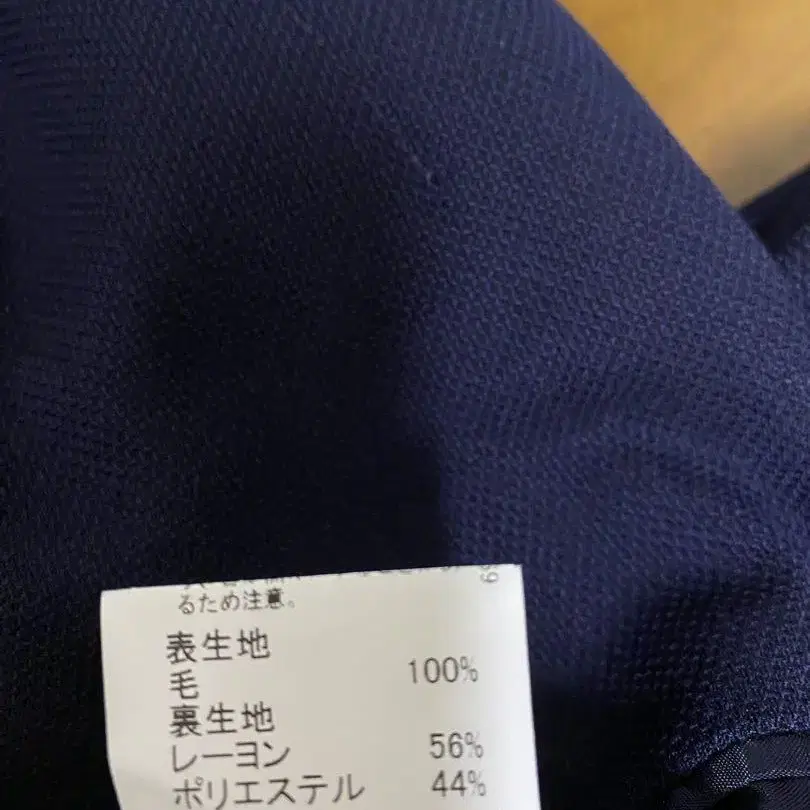 るため注意。
表生地
毛 100%
裏生地
レーヨン 56%
ポリエステル 44%